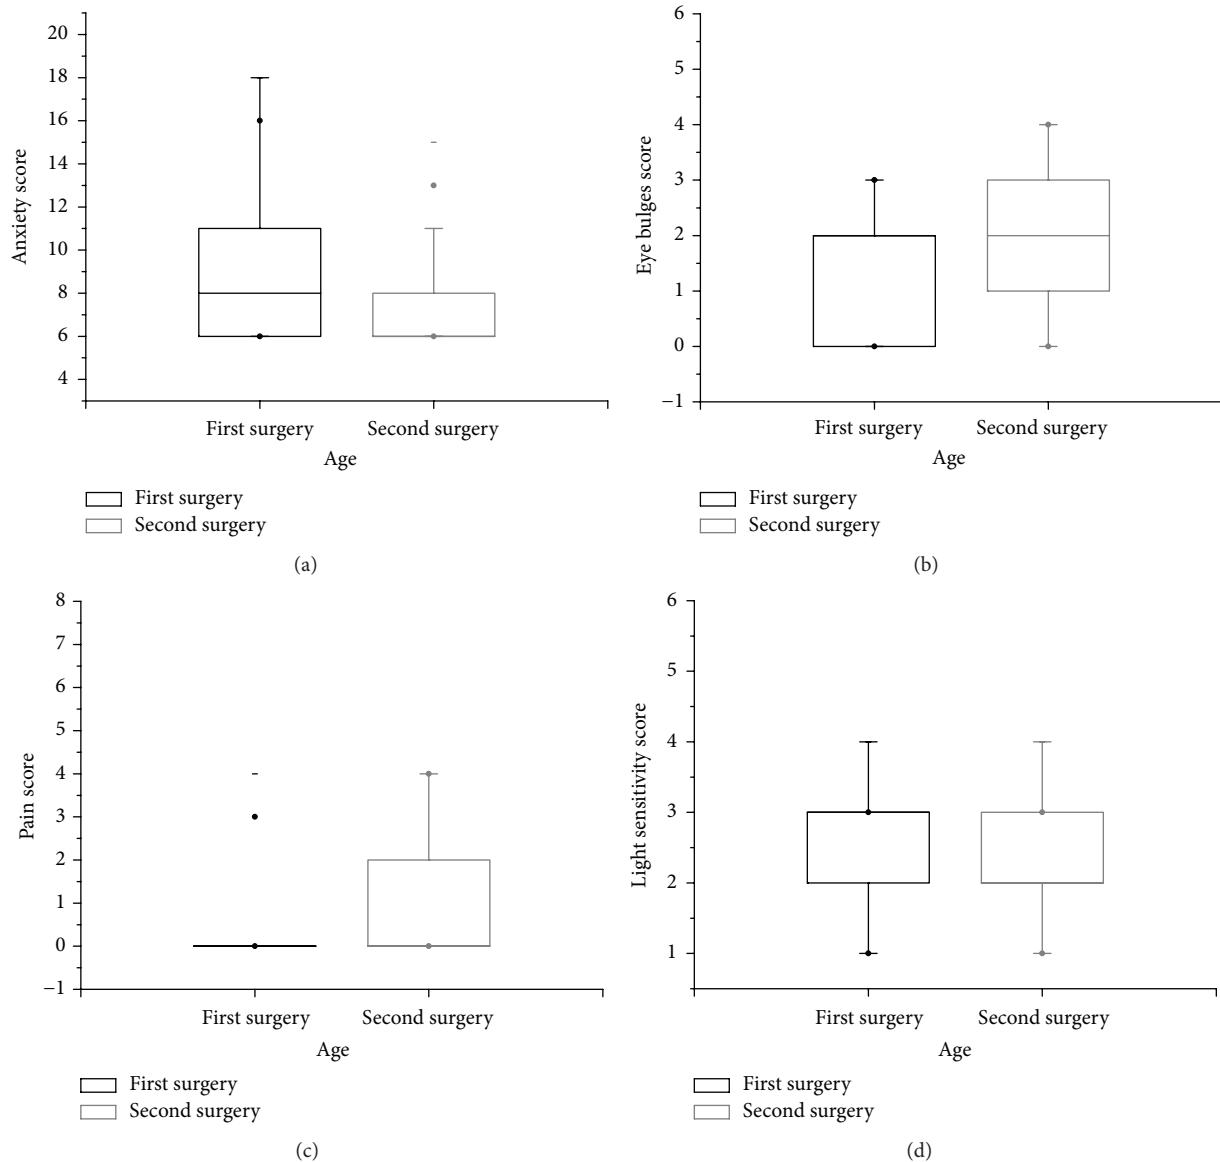 20
18
16
14
12
10
8
6
4
Anxiety score
First surgery Second surgery
Age
First surgery
Second surgery
(a)
6
5
4
3
2
1
0
−1
Eye bulges score
First surgery Second surgery
Age
First surgery
Second surgery
(b)
8
7
6
5
4
3
2
1
0
−1
Pain score
First surgery Second surgery
Age
First surgery
Second surgery
(c)
6
5
4
3
2
1
Light sensitivity score
First surgery Second surgery
Age
First surgery
Second surgery
(d)